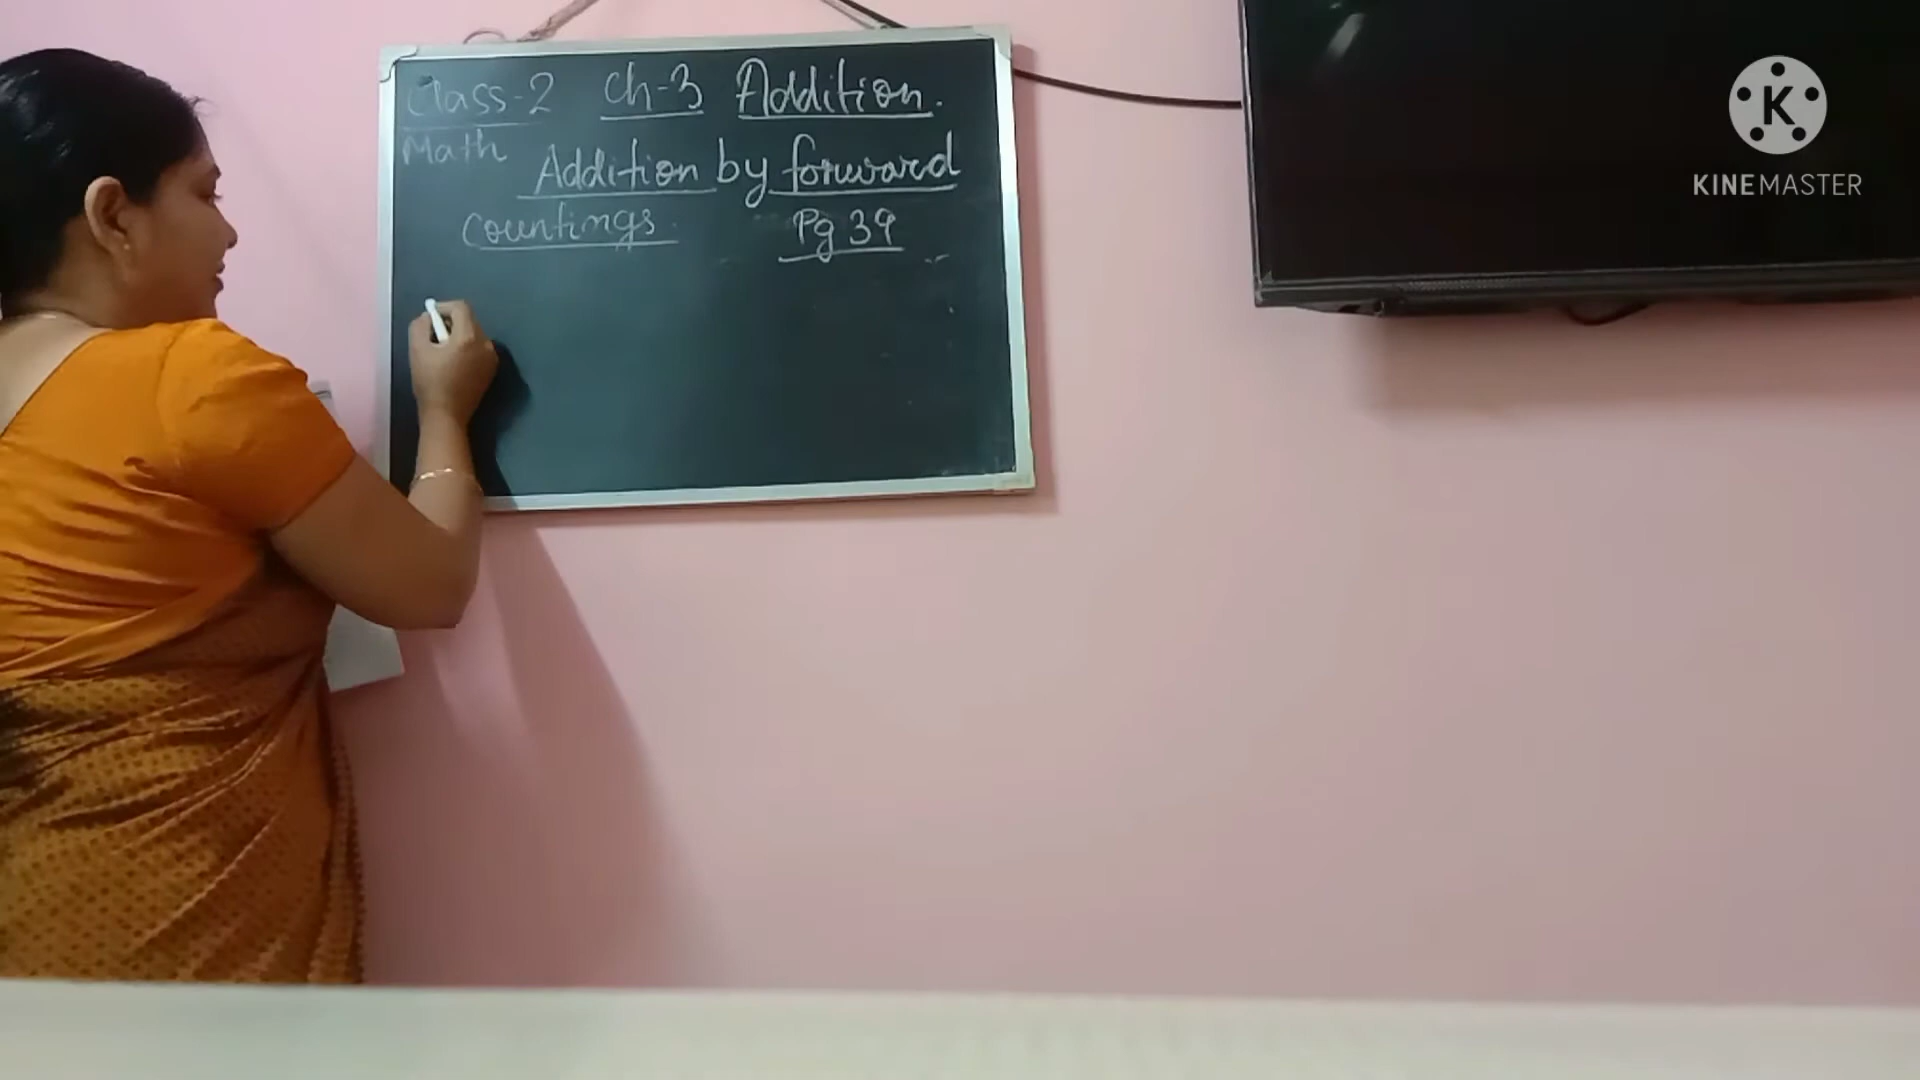 Class-2 Ch-3 Addition.
Math
Addition by forward
Countings.
Pg 39
K
KINEMASTER